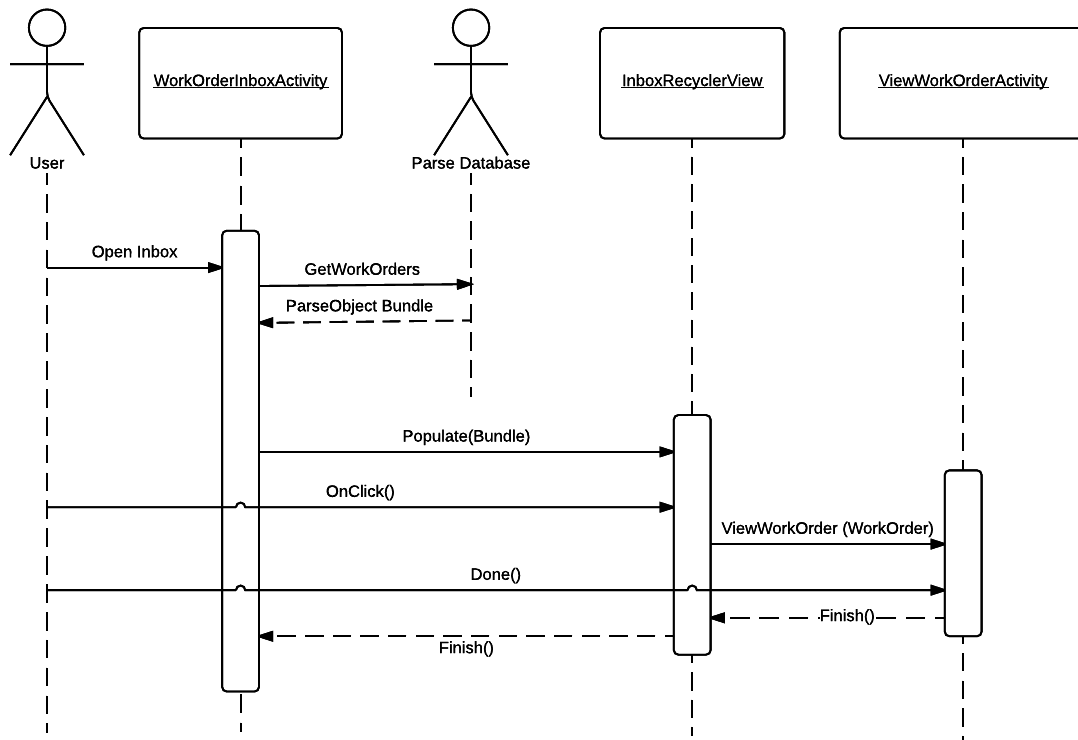 WorkOrderInboxActivity
InboxRecyclerView
ViewWorkOrderActivity
User
Parse Database
Open Inbox
GetWorkOrders
ParseObject Bundle
Populate(Bundle)
OnClick()
ViewWorkOrder (WorkOrder)
Done()
Finish()
Finish()